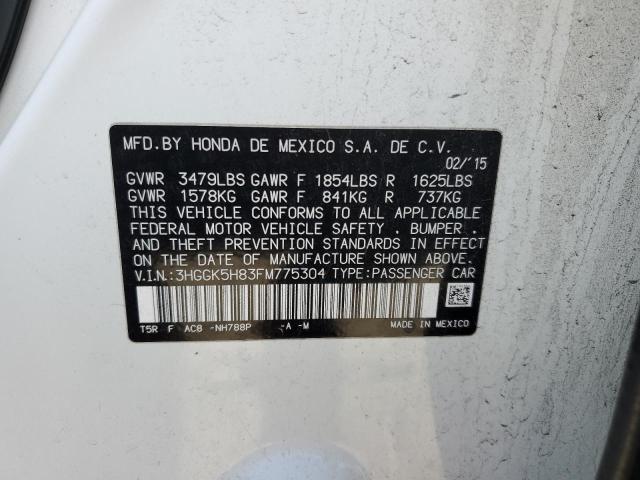 MFD.BY HONDA DE MEXICO S.A. DE C.V.
02/'15
GVWR 3479LBS GAWR F 1854LBS R 1625LBS
GVWR 1578KG GAWR F 841KG R 737KG
THIS VEHICLE CONFORMS TO ALL APPLICABLE
FEDERAL MOTOR VEHICLE SAFETY . BUMPER .
AND THEFT PREVENTION STANDARDS IN EFFECT
ON THE DATE OF MANUFACTURE SHOWN ABOVE.
V.I.N.:3HGGK5H83FM775304 TYPE:PASSENGER CAR
T5R F AC8 -NH788P -A -M MADE IN MEXICO